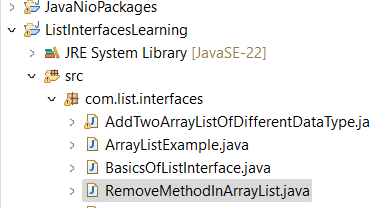 JavaNioPackages
ListInterfacesLearning
JRE System Library [JavaSE-22]
src
com.list.interfaces
AddTwoArrayListOfDifferentDataType.ja
ArrayListExample.java
BasicsOfListInterface.java
RemoveMethodInArrayList.java